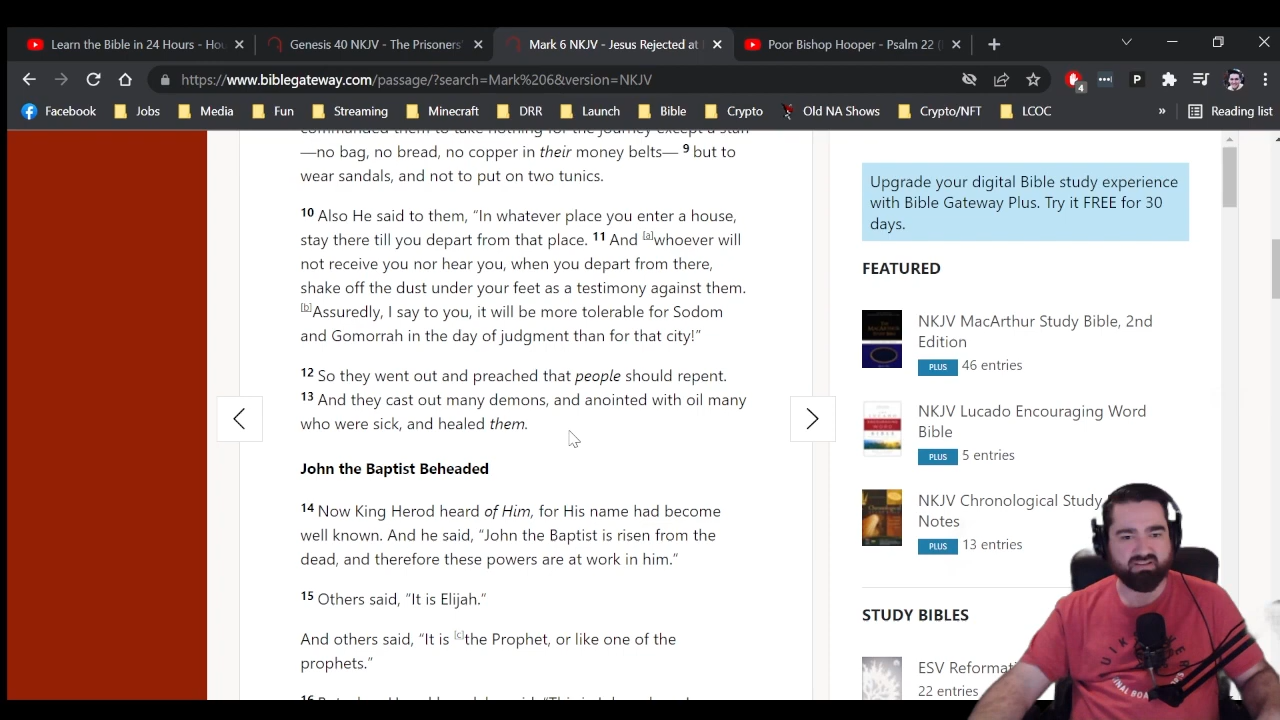 Learn the Bible in 24 Hours - Hou
Genesis 40 NKJV - The Prisoners'
Mark 6 NKJV - Jesus Rejected at
Poor Bishop Hooper - Psalm 22 (
https://www.biblegateway.com/passage/?search=Mark%206&version=NKJV
4
P
Facebook
Jobs
Media
Fun
Streaming
Minecraft
DRR
Launch
Bible
Crypto
Old NA Shows
Crypto/NFT
LCOC
»
Reading list
commanded them to take nothing for the journey except a staff
—no bag, no bread, no copper in their money belts— 9 but to
wear sandals, and not to put on two tunics.
10 Also He said to them, “In whatever place you enter a house,
stay there till you depart from that place. 11 And [a]whoever will
not receive you nor hear you, when you depart from there,
shake off the dust under your feet as a testimony against them.
[b]Assuredly, I say to you, it will be more tolerable for Sodom
and Gomorrah in the day of judgment than for that city!”
12 So they went out and preached that people should repent.
13 And they cast out many demons, and anointed with oil many
who were sick, and healed them.
John the Baptist Beheaded
14 Now King Herod heard of Him, for His name had become
well known. And he said, “John the Baptist is risen from the
dead, and therefore these powers are at work in him.”
15 Others said, “It is Elijah.”
And others said, “It is [c]the Prophet, or like one of the
prophets.”
Upgrade your digital Bible study experience
with Bible Gateway Plus. Try it FREE for 30
days.
FEATURED
NKJV MacArthur Study Bible, 2nd
Edition
PLUS 46 entries
NKJV Lucado Encouraging Word
Bible
PLUS 5 entries
NKJV Chronological Study
Notes
PLUS 13 entries
STUDY BIBLES
ESV Reformati
22 entries